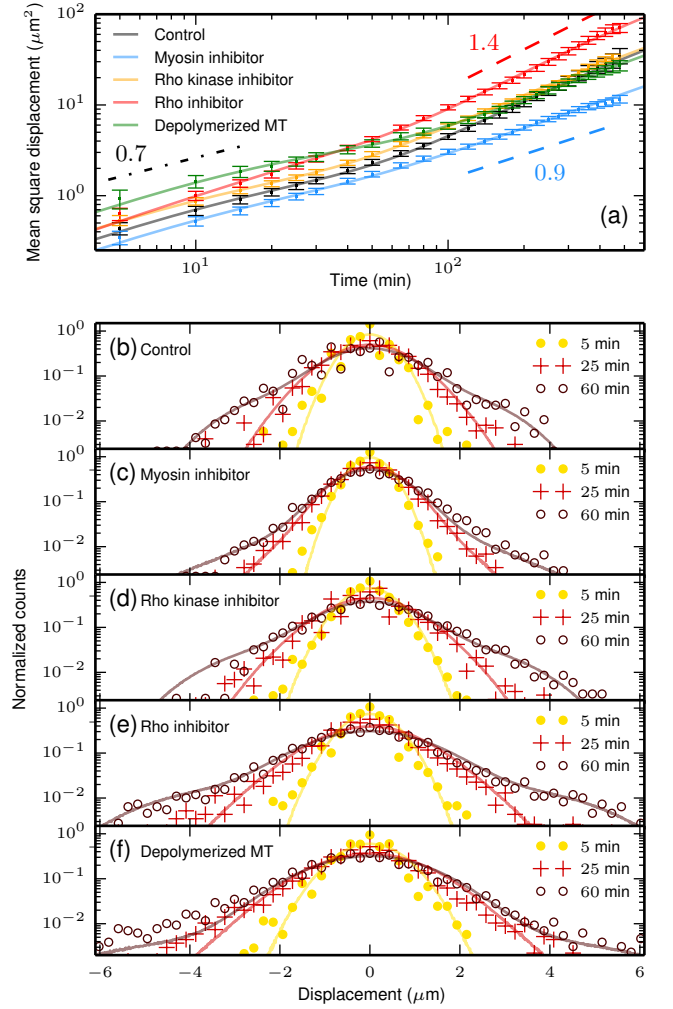 Mean square displacement (μm²)
10²
10¹
10⁰
Control
Myosin inhibitor
Rho kinase inhibitor
Rho inhibitor
Depolymerized MT
1.4
0.7
0.9
(a)
10¹
10²
Time (min)
Normalized counts
(b) Control
10⁰
10⁻¹
10⁻²
5 min
25 min
60 min
(c) Myosin inhibitor
10⁰
10⁻¹
10⁻²
5 min
25 min
60 min
(d) Rho kinase inhibitor
10⁰
10⁻¹
10⁻²
5 min
25 min
60 min
(e) Rho inhibitor
10⁰
10⁻¹
10⁻²
5 min
25 min
60 min
(f) Depolymerized MT
10⁰
10⁻¹
10⁻²
5 min
25 min
60 min
−6 −4 −2 0 2 4 6
Displacement (μm)